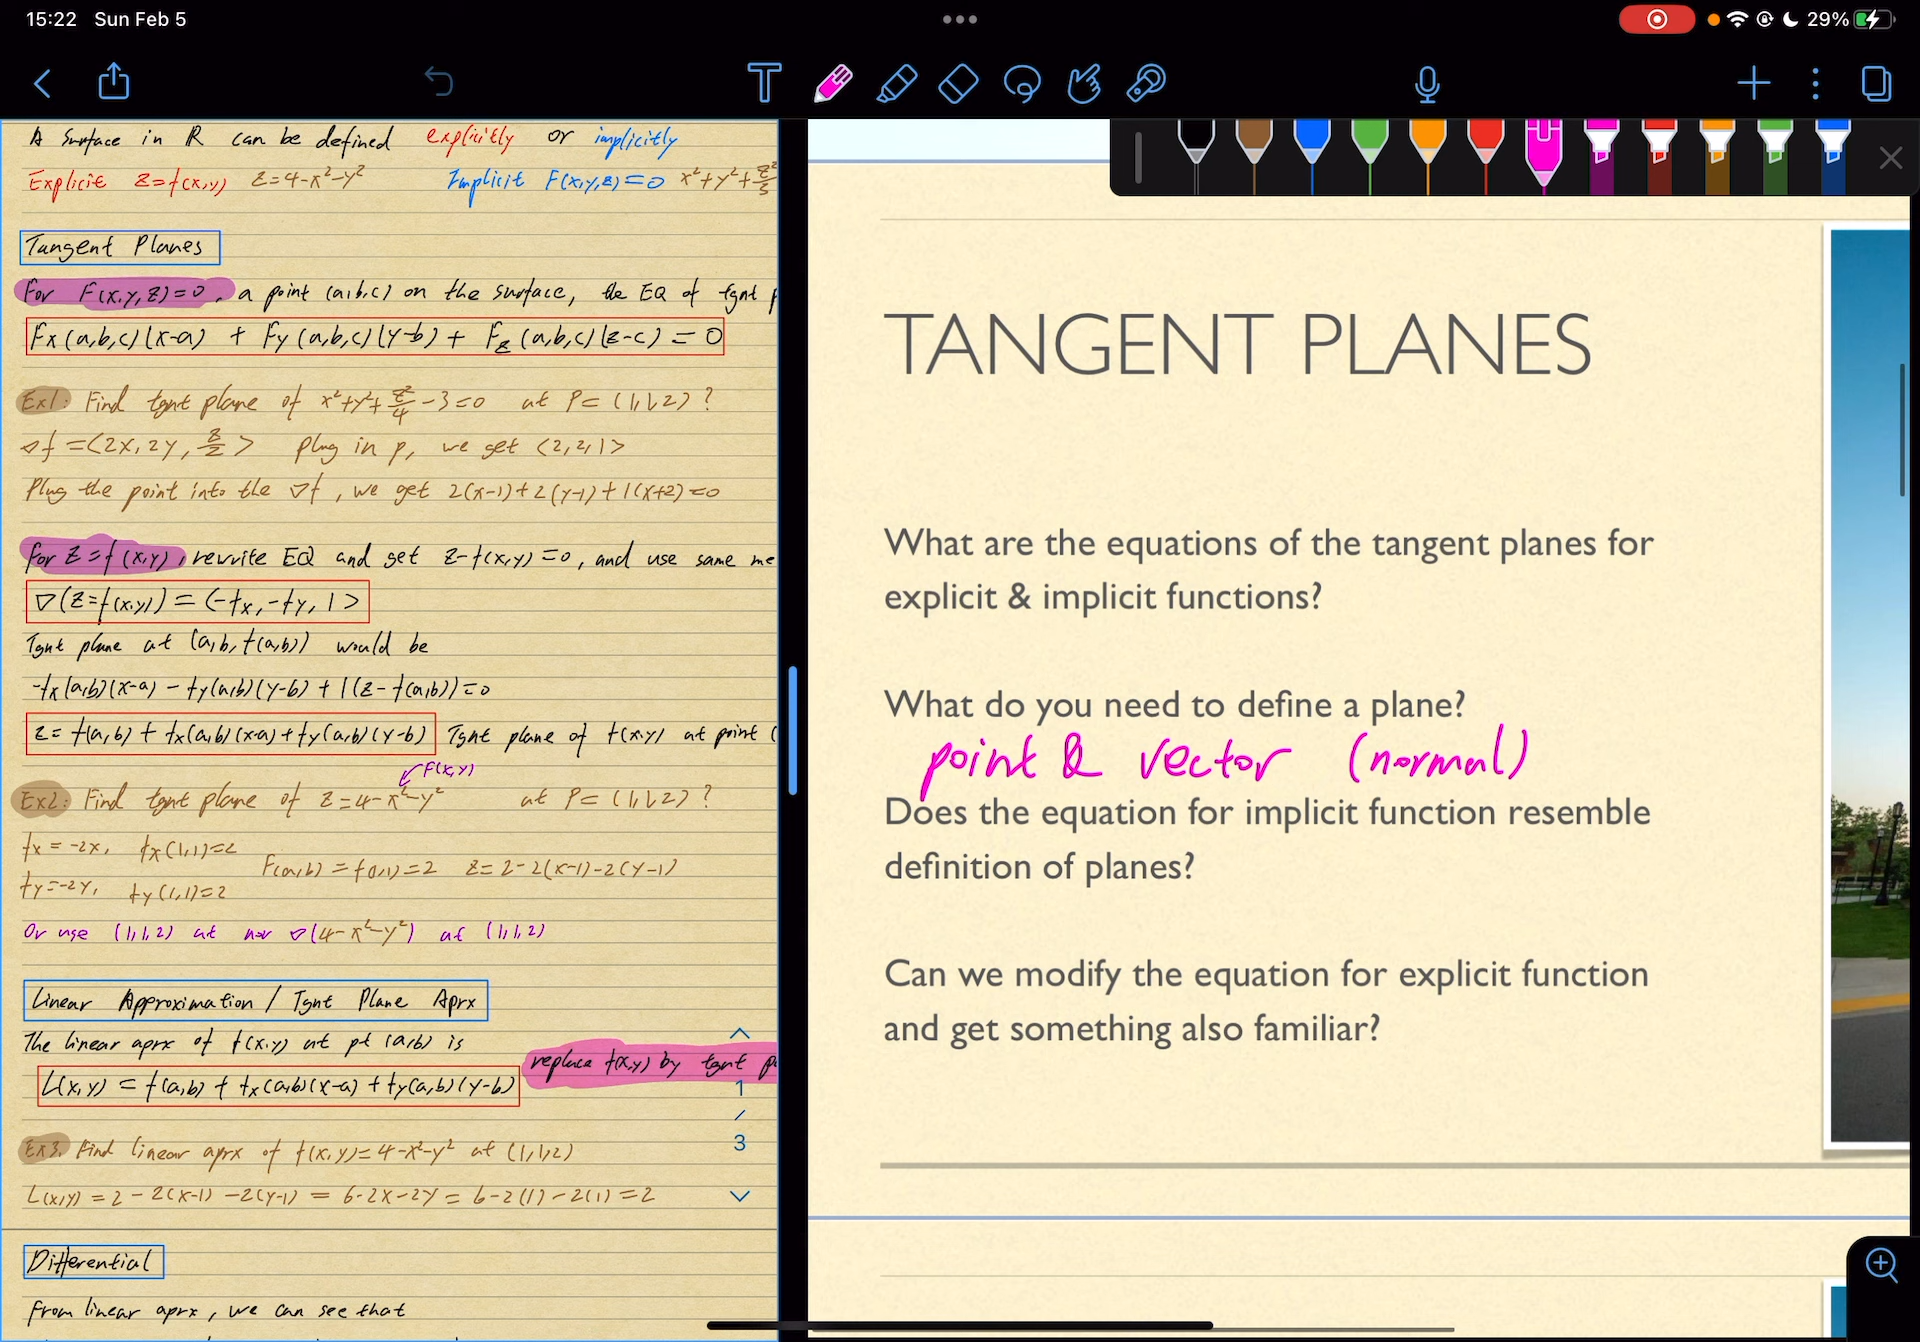 15:22 Sun Feb 5
29%
A surface in R can be defined explicitly or implicitly
Explicit z=f(x,y) z=4-x²-y² Implicit F(x,y,z)=0 x²+y²+
Tangent Planes
For F(x,y,z)=0, a point (a,b,c) on the surface, the EQ of tgnt
Fx(a,b,c)(x-a) + Fy(a,b,c)(y-b) + Fz(a,b,c)(z-c) = 0
Ex1: Find tgnt plane of x²+y²+z²/4-3=0 at P=(1,1,2)?
∇f=<2x,2y,z/2> plug in p, we get <2,2,1>
Plug the point into the ∇f, we get 2(x-1)+2(y-1)+1(x+2)=0
For z=f(x,y), rewrite EQ and get z-f(x,y)=0, and use same me
∇(z=f(x,y))=<-fx,-fy,1>
Tgnt plane at (a,b,f(a,b)) would be
-fx(a,b)(x-a)-fy(a,b)(y-b)+1(z-f(a,b))=0
z=f(a,b)+fx(a,b)(x-a)+fy(a,b)(y-b) Tgnt plane of f(x,y) at point (
F(x,y)
Ex2: Find tgnt plane of z=4-x²-y² at P=(1,1,2)?
fx=-2x, fx(1,1)=2
F(a,b)=f(1,1)=2 z=2-2(x-1)-2(y-1)
fy=-2y, fy(1,1)=2
Or use (1,1,2) at nor ∇(4-x²-y²) at (1,1,2)
Linear Approximation / Tgnt Plane Aprx
The linear aprx of f(x,y) at pt (a,b) is
replace f(x,y) by tgnt p
L(x,y)=f(a,b)+fx(a,b)(x-a)+fy(a,b)(y-b)
1
/
3
Ex3. Find linear aprx of f(x,y)=4-x²-y² at (1,1,2)
L(x,y)=2-2(x-1)-2(y-1)=6-2x-2y=6-2(1)-2(1)=2
Differential
From linear aprx, we can see that
TANGENT PLANES
What are the equations of the tangent planes for
explicit & implicit functions?
What do you need to define a plane?
point & vector (normal)
Does the equation for implicit function resemble
definition of planes?
Can we modify the equation for explicit function
and get something also familiar?